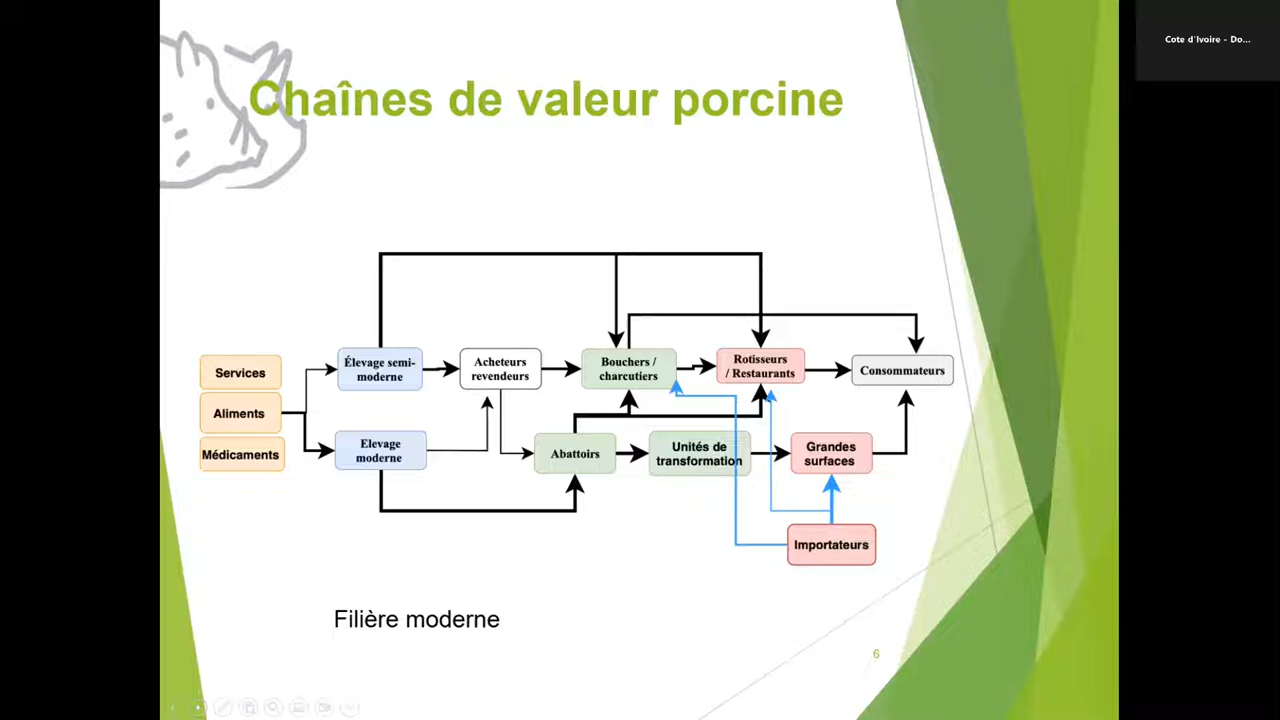 Cote d'Ivoire - Do...
Chaînes de valeur porcine
Services
Aliments
Médicaments
Élevage semi-
moderne
Elevage
moderne
Acheteurs
revendeurs
Bouchers /
charcutiers
Rotisseurs
/ Restaurants
Consommateurs
Abattoirs
Unités de
transformation
Grandes
surfaces
Importateurs
Filière moderne
6